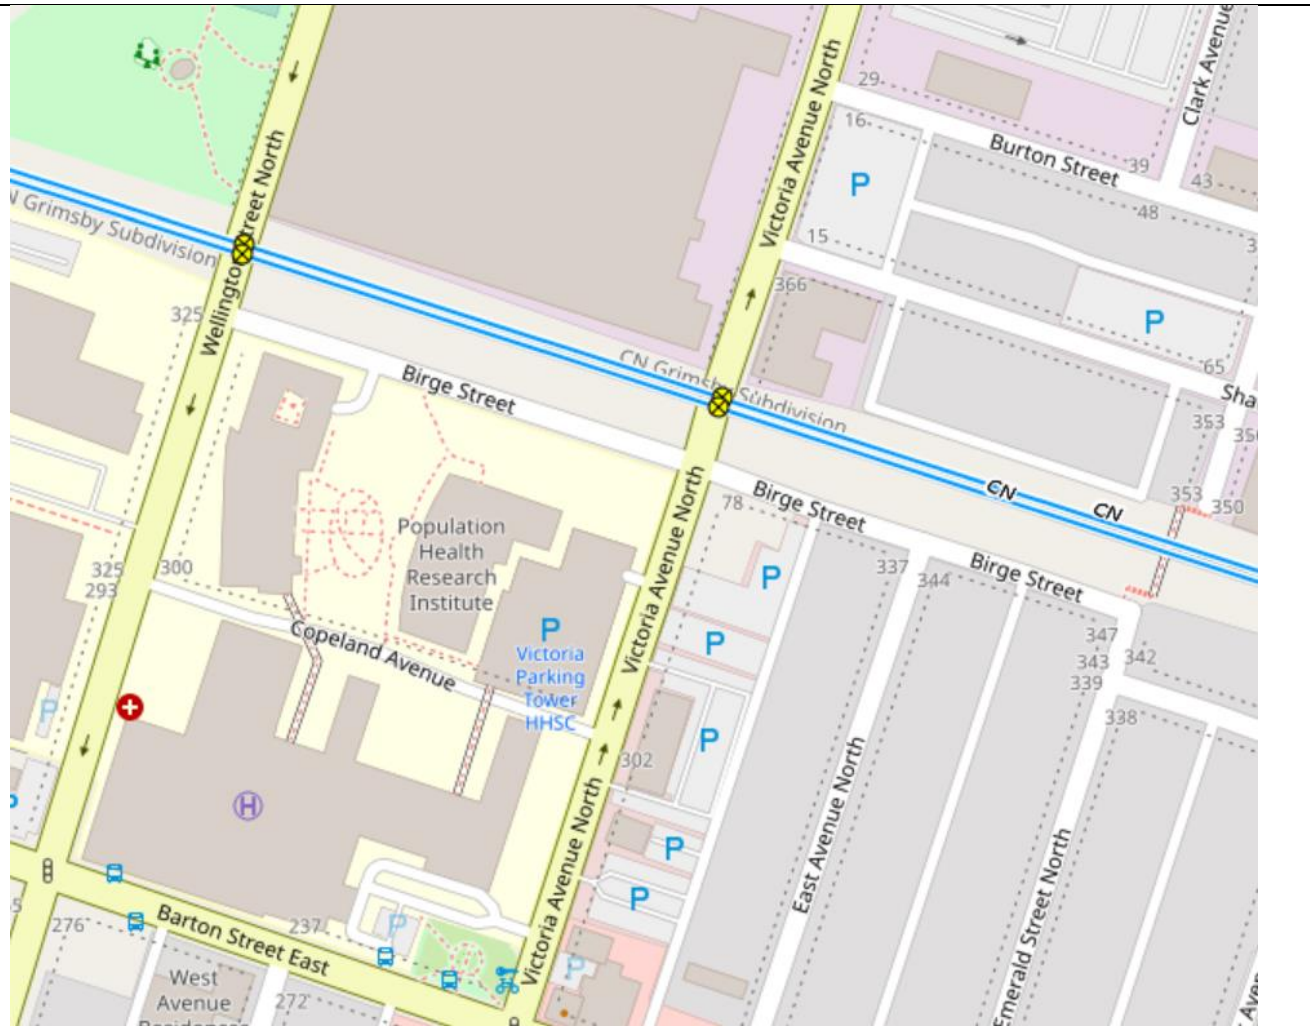 Clark Avenue
29
16
Burton Street
39
43
48
P
Victoria Avenue North
Wellington Street North
15
CN Grimsby Subdivision
366
325
P
65
CN Grimsby Subdivision
Birge Street
353
353
350
CN
CN
78
Birge Street
Birge Street
Population
Health
Research
Institute
325
293
300
337
344
P
P
Copeland Avenue
P
Victoria
Parking
Tower
HHSC
Victoria Avenue North
347
343
342
339
338
P
P
302
H
East Avenue North
Victoria Avenue North
P
P
Emerald Street North
276
237
P
Barton Street East
P
West
Avenue
Residences
272